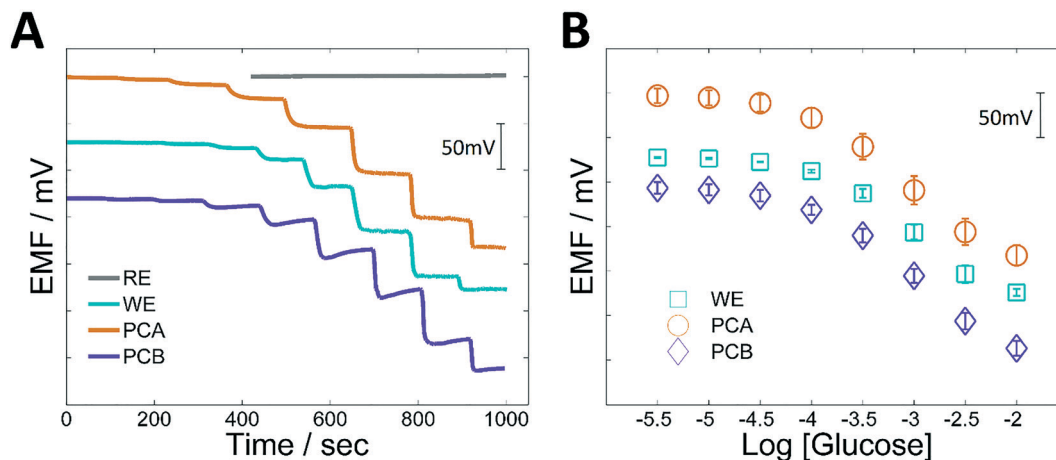 A
EMF / mV
50mV
RE
WE
PCA
PCB
0 200 400 600 800 1000
Time / sec
B
EMF / mV
50mV
WE
PCA
PCB
-5.5 -5 -4.5 -4 -3.5 -3 -2.5 -2
Log [Glucose]